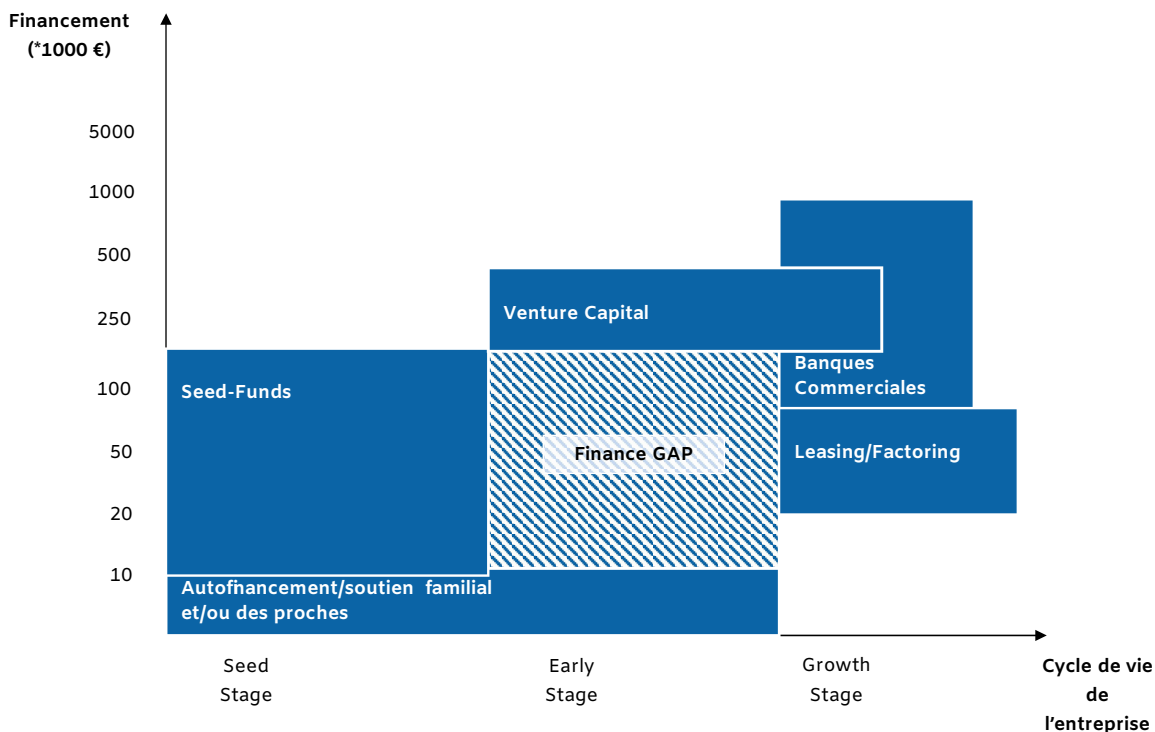 Financement
(*1000 €)
5000
1000
500
250
100
50
20
10
Venture Capital
Seed-Funds
Banques
Commerciales
Finance GAP
Leasing/Factoring
Autofinancement/soutien familial
et/ou des proches
Seed
Stage
Early
Stage
Growth
Stage
Cycle de vie
de
l'entreprise